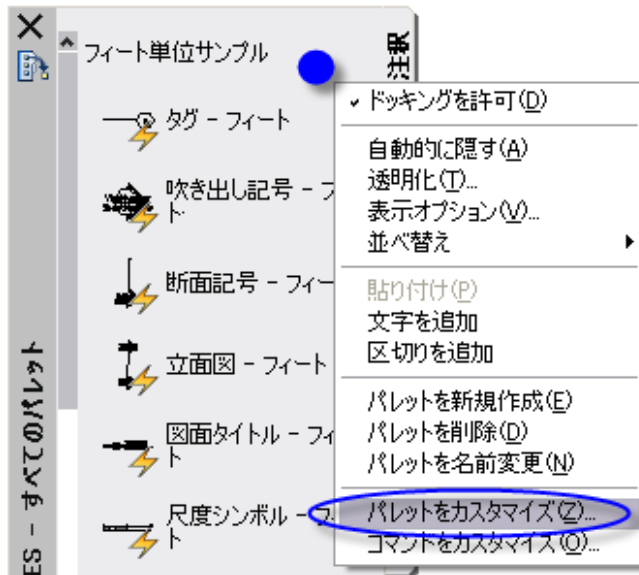 フィート単位サンプル
注釈
タグ - フィート
吹き出し記号 - フ
ト
断面記号 - フィー
立面図 - フィート
図面タイトル - フィ
ト
尺度シンボル - フ
ト
ES - すべてのパレット
ドッキングを許可(D)
自動的に隠す(A)
透明化(T)...
表示オプション(V)...
並べ替え
貼り付け(P)
文字を追加
区切りを追加
パレットを新規作成(E)
パレットを削除(D)
パレットを名前変更(N)
パレットをカスタマイズ(Z)...
コマンドをカスタマイズ(O)...